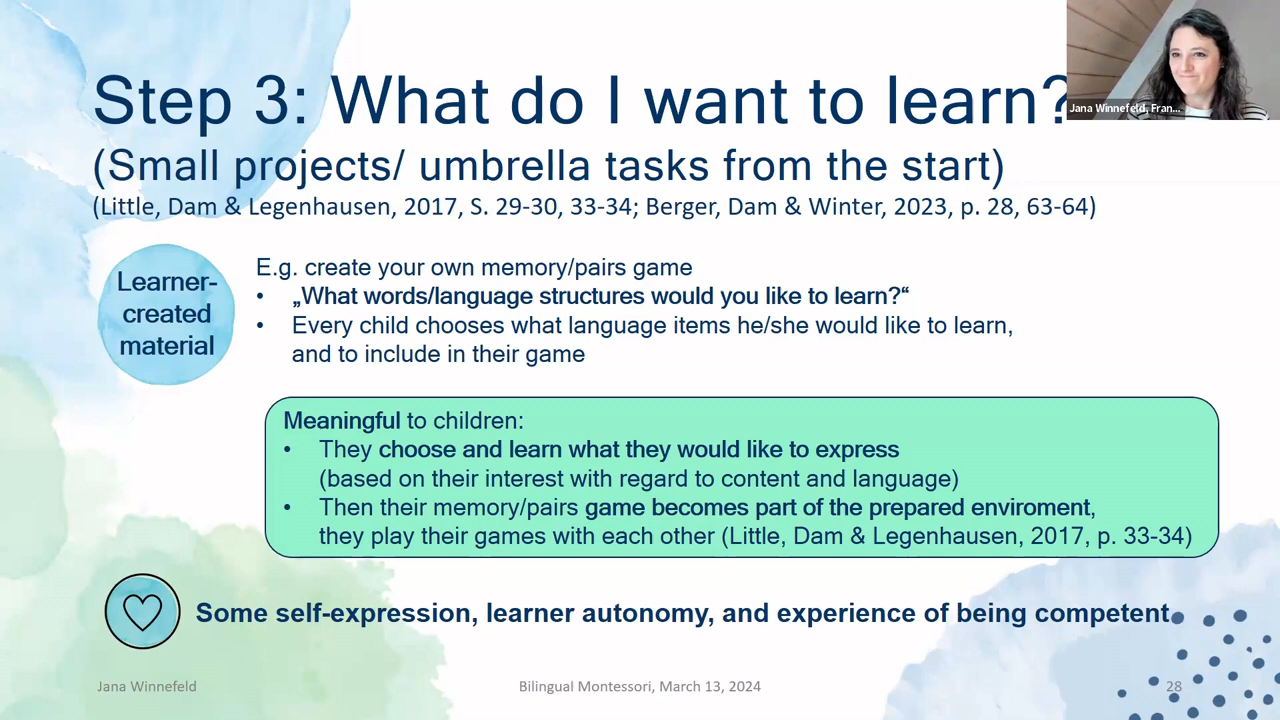 Step 3: What do I want to learn?
Jana Winnefeld, Fran...
(Small projects/ umbrella tasks from the start)
(Little, Dam & Legenhausen, 2017, S. 29-30, 33-34; Berger, Dam & Winter, 2023, p. 28, 63-64)
Learner-
created
material
E.g. create your own memory/pairs game
• „What words/language structures would you like to learn?“
• Every child chooses what language items he/she would like to learn,
and to include in their game
Meaningful to children:
• They choose and learn what they would like to express
(based on their interest with regard to content and language)
• Then their memory/pairs game becomes part of the prepared enviroment,
they play their games with each other (Little, Dam & Legenhausen, 2017, p. 33-34)
Some self-expression, learner autonomy, and experience of being competent.
Jana Winnefeld
Bilingual Montessori, March 13, 2024
28